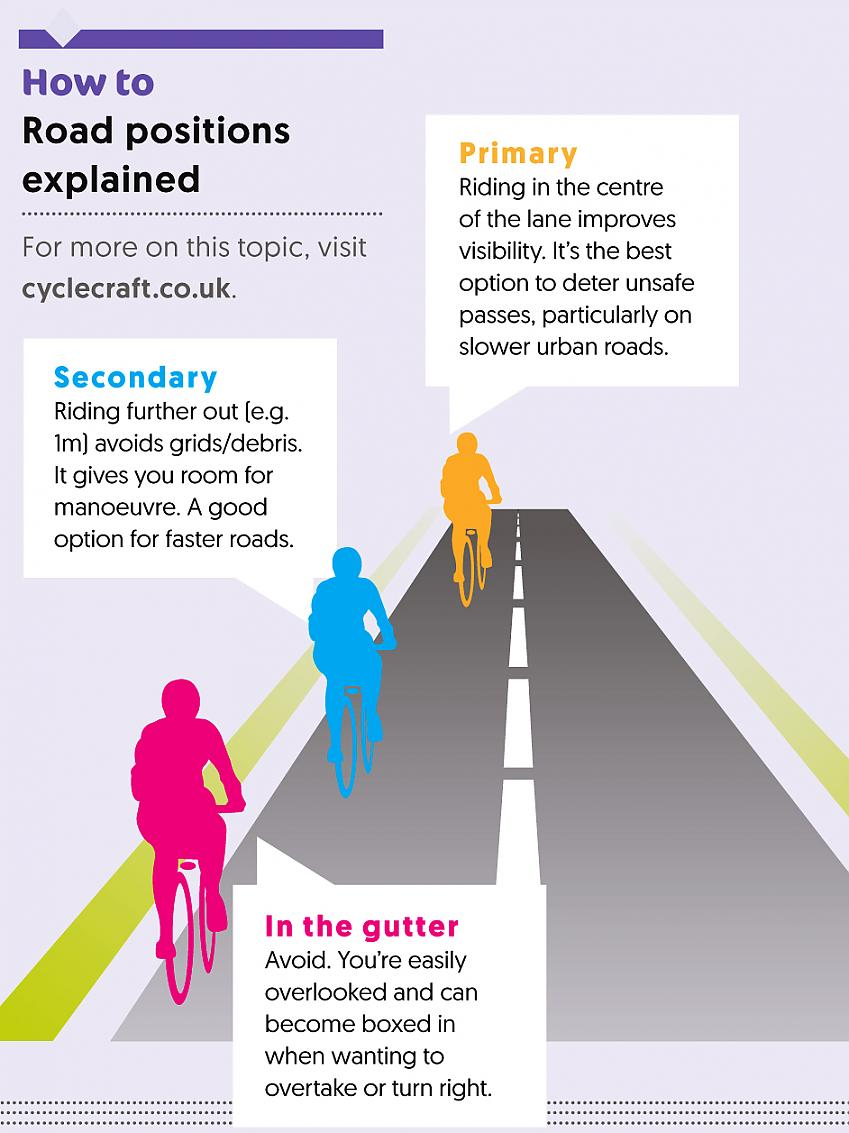 How to
Road positions
explained
For more on this topic, visit
cyclecraft.co.uk.
Primary
Riding in the centre
of the lane improves
visibility. It’s the best
option to deter unsafe
passes, particularly on
slower urban roads.
Secondary
Riding further out (e.g.
1m) avoids grids/debris.
It gives you room for
manoeuvre. A good
option for faster roads.
In the gutter
Avoid. You’re easily
overlooked and can
become boxed in
when wanting to
overtake or turn right.